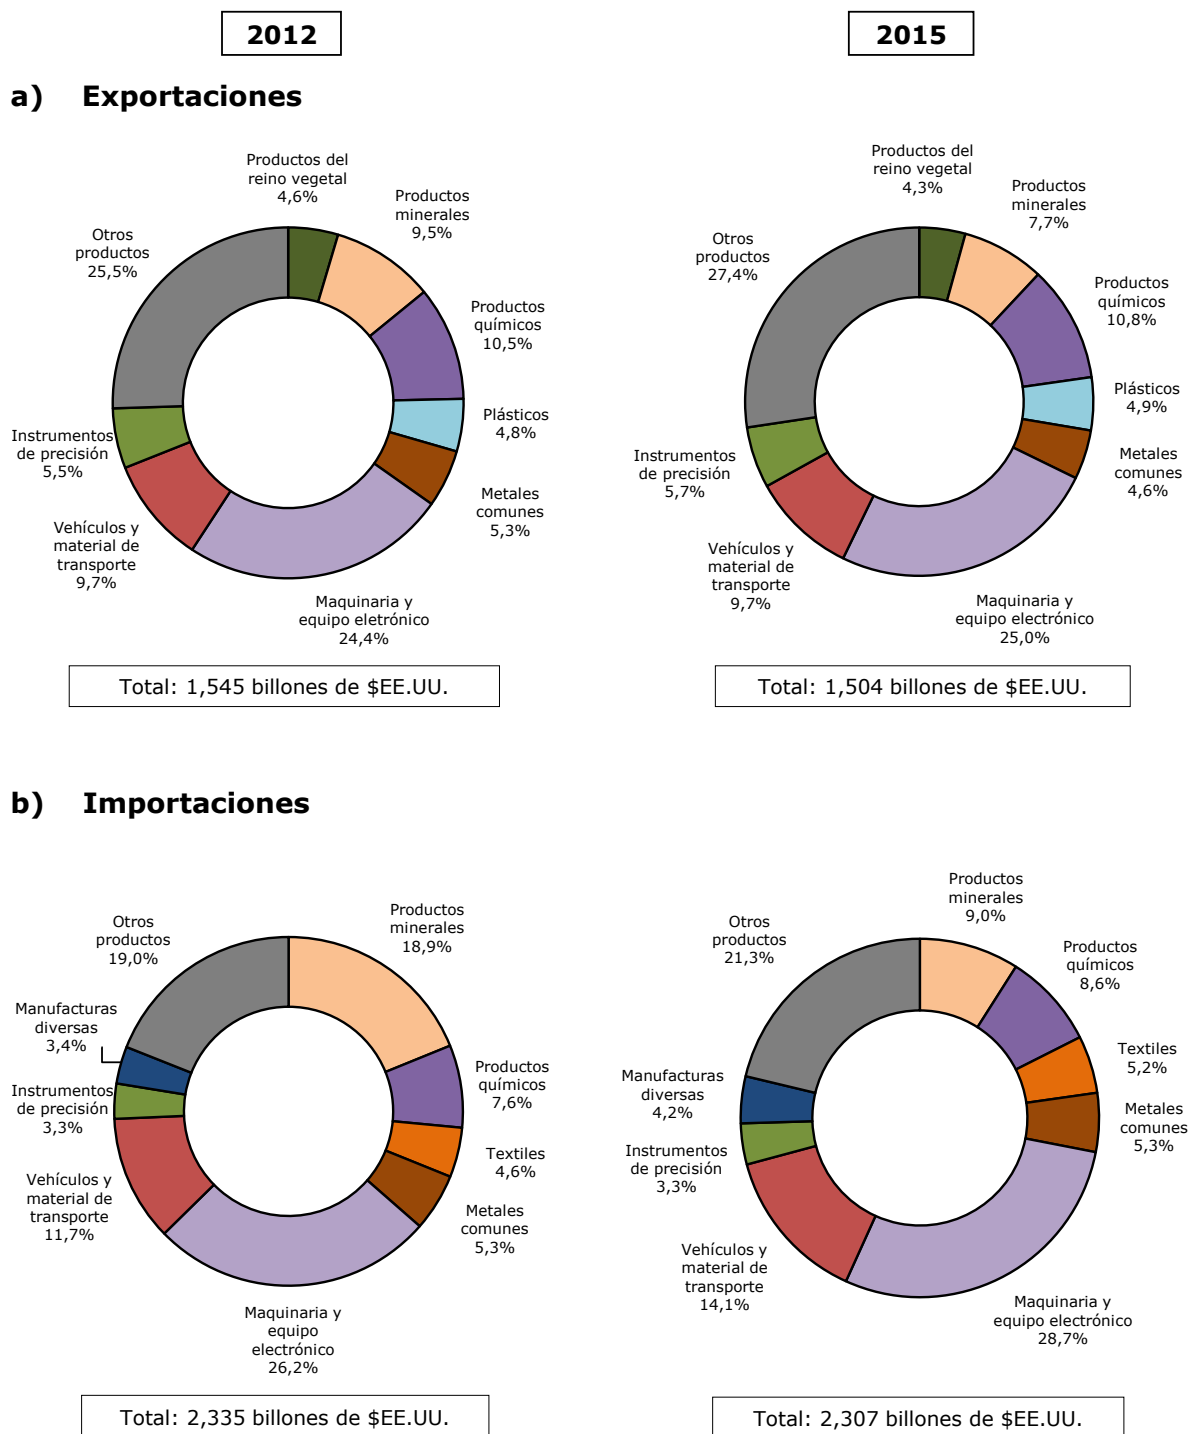 2012
2015
a) Exportaciones
Productos del
reino vegetal
4,6%
Productos
minerales
9,5%
Productos
químicos
10,5%
Plásticos
4,8%
Metales
comunes
5,3%
Maquinaria y
equipo eletrónico
24,4%
Vehículos y
material de
transporte
9,7%
Instrumentos
de precisión
5,5%
Otros
productos
25,5%
Total: 1,545 billones de $EE.UU.
Productos del
reino vegetal
4,3%
Productos
minerales
7,7%
Productos
químicos
10,8%
Plásticos
4,9%
Metales
comunes
4,6%
Maquinaria y
equipo electrónico
25,0%
Vehículos y
material de
transporte
9,7%
Instrumentos
de precisión
5,7%
Otros
productos
27,4%
Total: 1,504 billones de $EE.UU.
b) Importaciones
Productos
minerales
18,9%
Productos
químicos
7,6%
Textiles
4,6%
Metales
comunes
5,3%
Maquinaria y
equipo
electrónico
26,2%
Vehículos y
material de
transporte
11,7%
Instrumentos
de precisión
3,3%
Manufacturas
diversas
3,4%
Otros
productos
19,0%
Total: 2,335 billones de $EE.UU.
Productos
minerales
9,0%
Productos
químicos
8,6%
Textiles
5,2%
Metales
comunes
5,3%
Maquinaria y
equipo electrónico
28,7%
Vehículos y
material de
transporte
14,1%
Instrumentos
de precisión
3,3%
Manufacturas
diversas
4,2%
Otros
productos
21,3%
Total: 2,307 billones de $EE.UU.